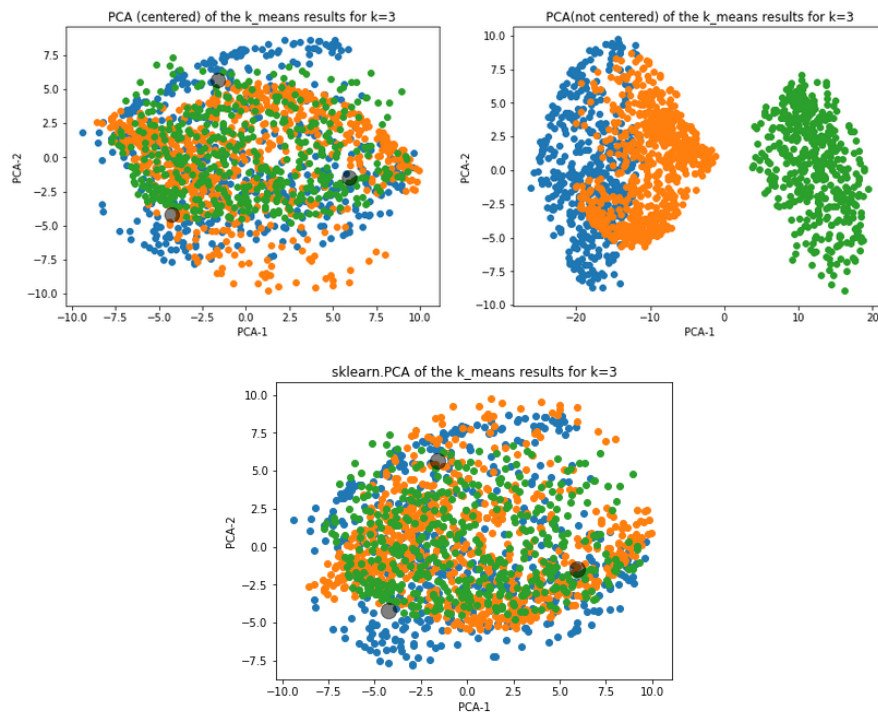 PCA (centered) of the k_means results for k=3
7.5
5.0
2.5
0.0
−2.5
−5.0
−7.5
−10.0
PCA-2
−10.0 −7.5 −5.0 −2.5 0.0 2.5 5.0 7.5 10.0
PCA-1
PCA(not centered) of the k_means results for k=3
10.0
7.5
5.0
2.5
0.0
−2.5
−5.0
−7.5
−10.0
PCA-2
−20 −10 0 10 20
PCA-1
sklearn.PCA of the k_means results for k=3
10.0
7.5
5.0
2.5
0.0
−2.5
−5.0
−7.5
PCA-2
−10.0 −7.5 −5.0 −2.5 0.0 2.5 5.0 7.5 10.0
PCA-1